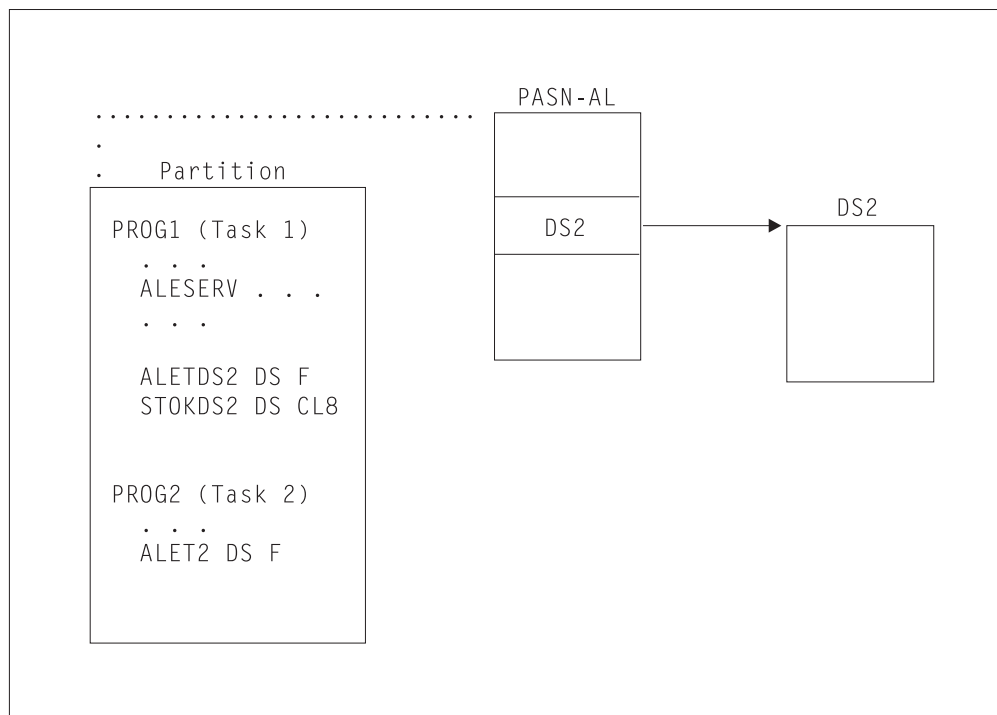 PASN-AL
. . . . . . . . . . . . . . . . . . . . . . . . . . .
.
. Partition
DS2
PROG1 (Task 1)
DS2
. . .
ALESERV . . .
. . .
ALETDS2 DS F
STOKDS2 DS CL8
PROG2 (Task 2)
. . .
ALET2 DS F